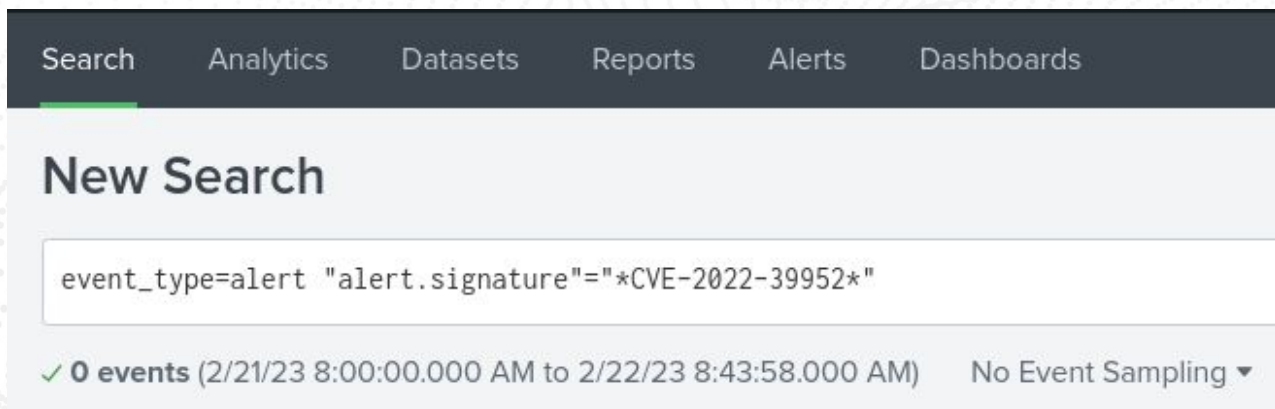 Search Analytics Datasets Reports Alerts Dashboards
New Search
event_type=alert "alert.signature"="*CVE-2022-39952*"
✓ 0 events (2/21/23 8:00:00.000 AM to 2/22/23 8:43:58.000 AM) No Event Sampling ▾